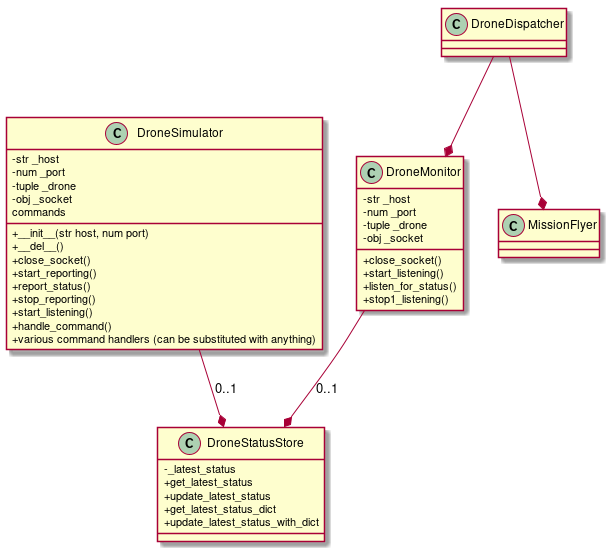 C DroneDispatcher
C DroneSimulator
-str _host
-num _port
-tuple _drone
-obj _socket
commands
+__init__(str host, num port)
+__del__()
+close_socket()
+start_reporting()
+report_status()
+stop_reporting()
+start_listening()
+handle_command()
+various command handlers (can be substituted with anything)
C DroneMonitor
-str _host
-num _port
-tuple _drone
-obj _socket
+close_socket()
+start_listening()
+listen_for_status()
+stop1_listening()
C MissionFlyer
0..1
0..1
C DroneStatusStore
-_latest_status
+get_latest_status
+update_latest_status
+get_latest_status_dict
+update_latest_status_with_dict